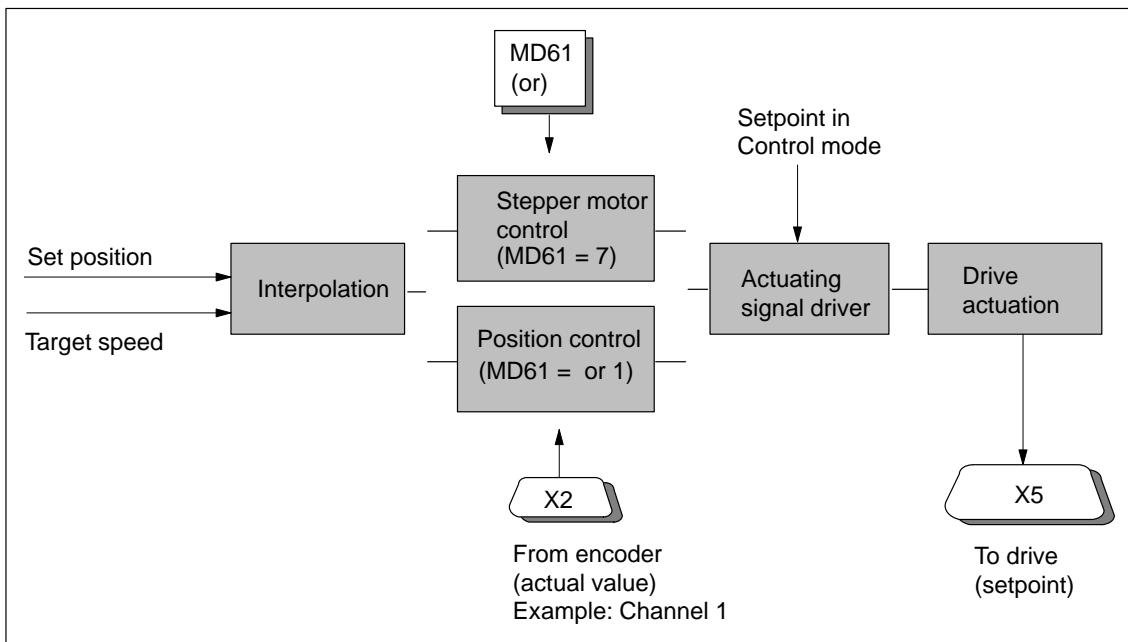 MD61
(or)
Setpoint in
Control mode
Stepper motor
control
(MD61 = 7)
Set position
Interpolation
Actuating
signal driver
Drive
actuation
Target speed
Position control
(MD61 =  or 1)
X2
X5
From encoder
(actual value)
Example: Channel 1
To drive
(setpoint)